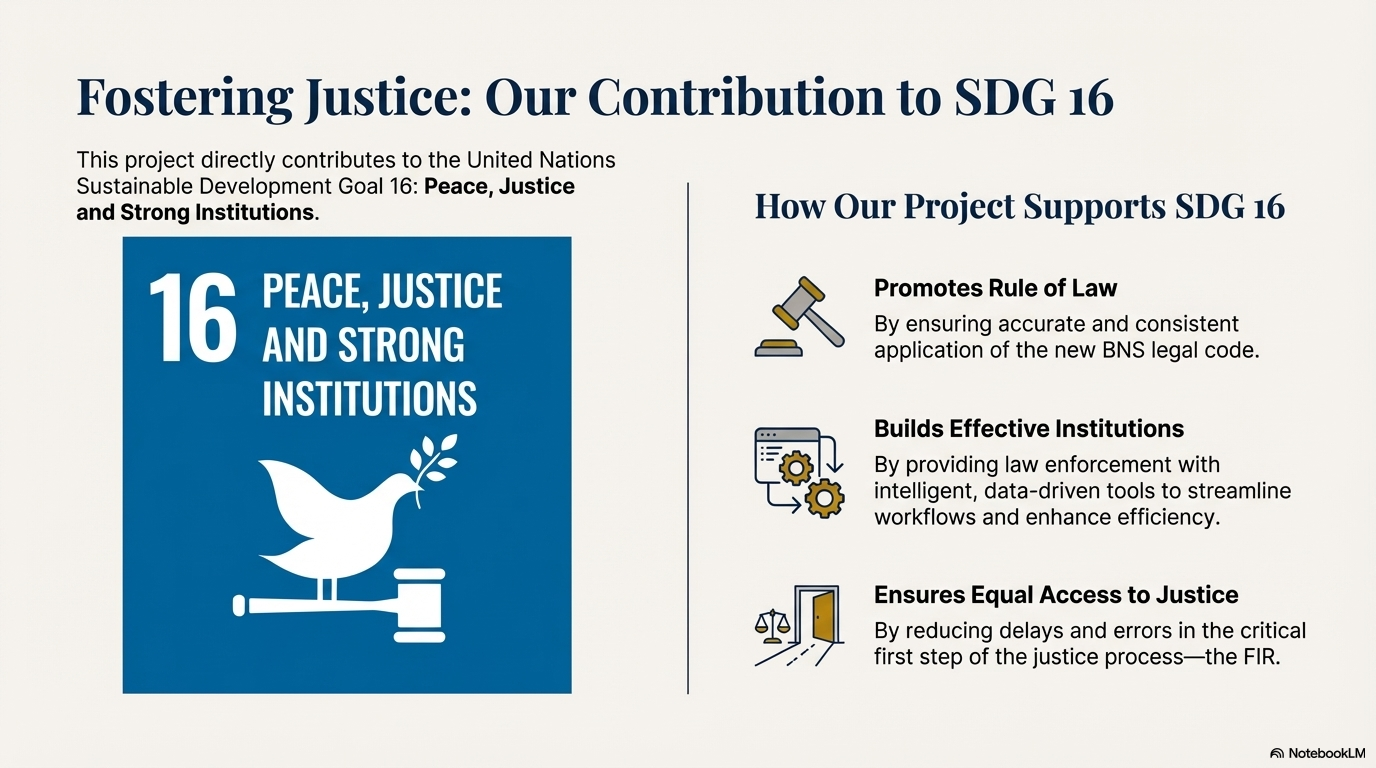 Fostering Justice: Our Contribution to SDG 16
This project directly contributes to the United Nations
Sustainable Development Goal 16: Peace, Justice
and Strong Institutions.
16 PEACE, JUSTICE
AND STRONG
INSTITUTIONS
How Our Project Supports SDG 16
Promotes Rule of Law
By ensuring accurate and consistent
application of the new BNS legal code.
Builds Effective Institutions
By providing law enforcement with
intelligent, data-driven tools to streamline
workflows and enhance efficiency.
Ensures Equal Access to Justice
By reducing delays and errors in the critical
first step of the justice process—the FIR.
NotebookLM